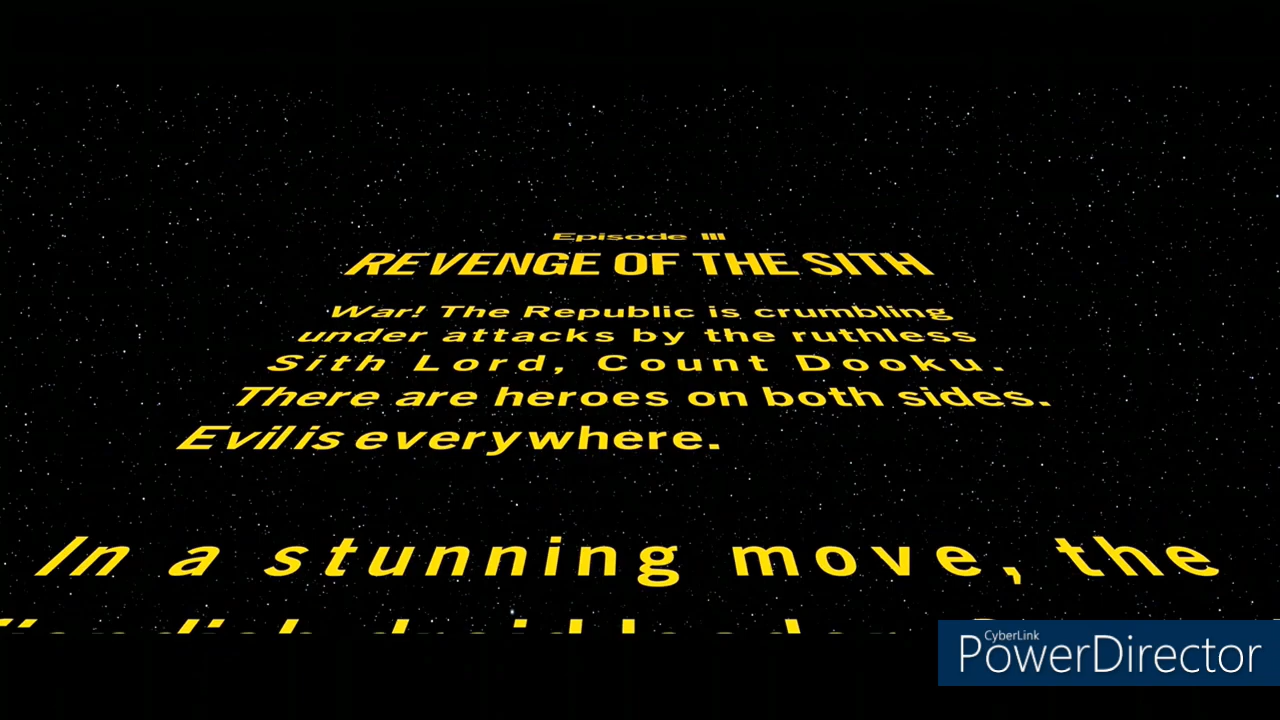 Episode III
REVENGE OF THE SITH
War! The Republic is crumbling
under attacks by the ruthless
Sith Lord, Count Dooku.
There are heroes on both sides.
Evil is everywhere.
In a stunning move, the
CyberLink
PowerDirector